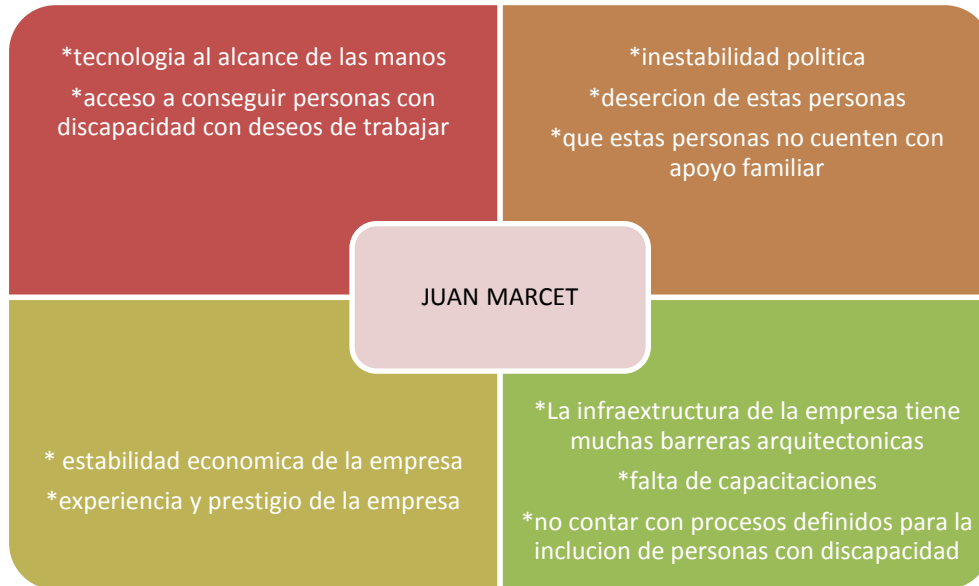 *tecnologia al alcance de las manos
*acceso a conseguir personas con
discapacidad con deseos de trabajar
*inestabilidad politica
*desercion de estas personas
*que estas personas no cuenten con
apoyo familiar
JUAN MARCET
* estabilidad economica de la empresa
*experiencia y prestigio de la empresa
*La infraextructura de la empresa tiene
muchas barreras arquitectonicas
*falta de capacitaciones
*no contar con procesos definidos para la
inclucion de personas con discapacidad